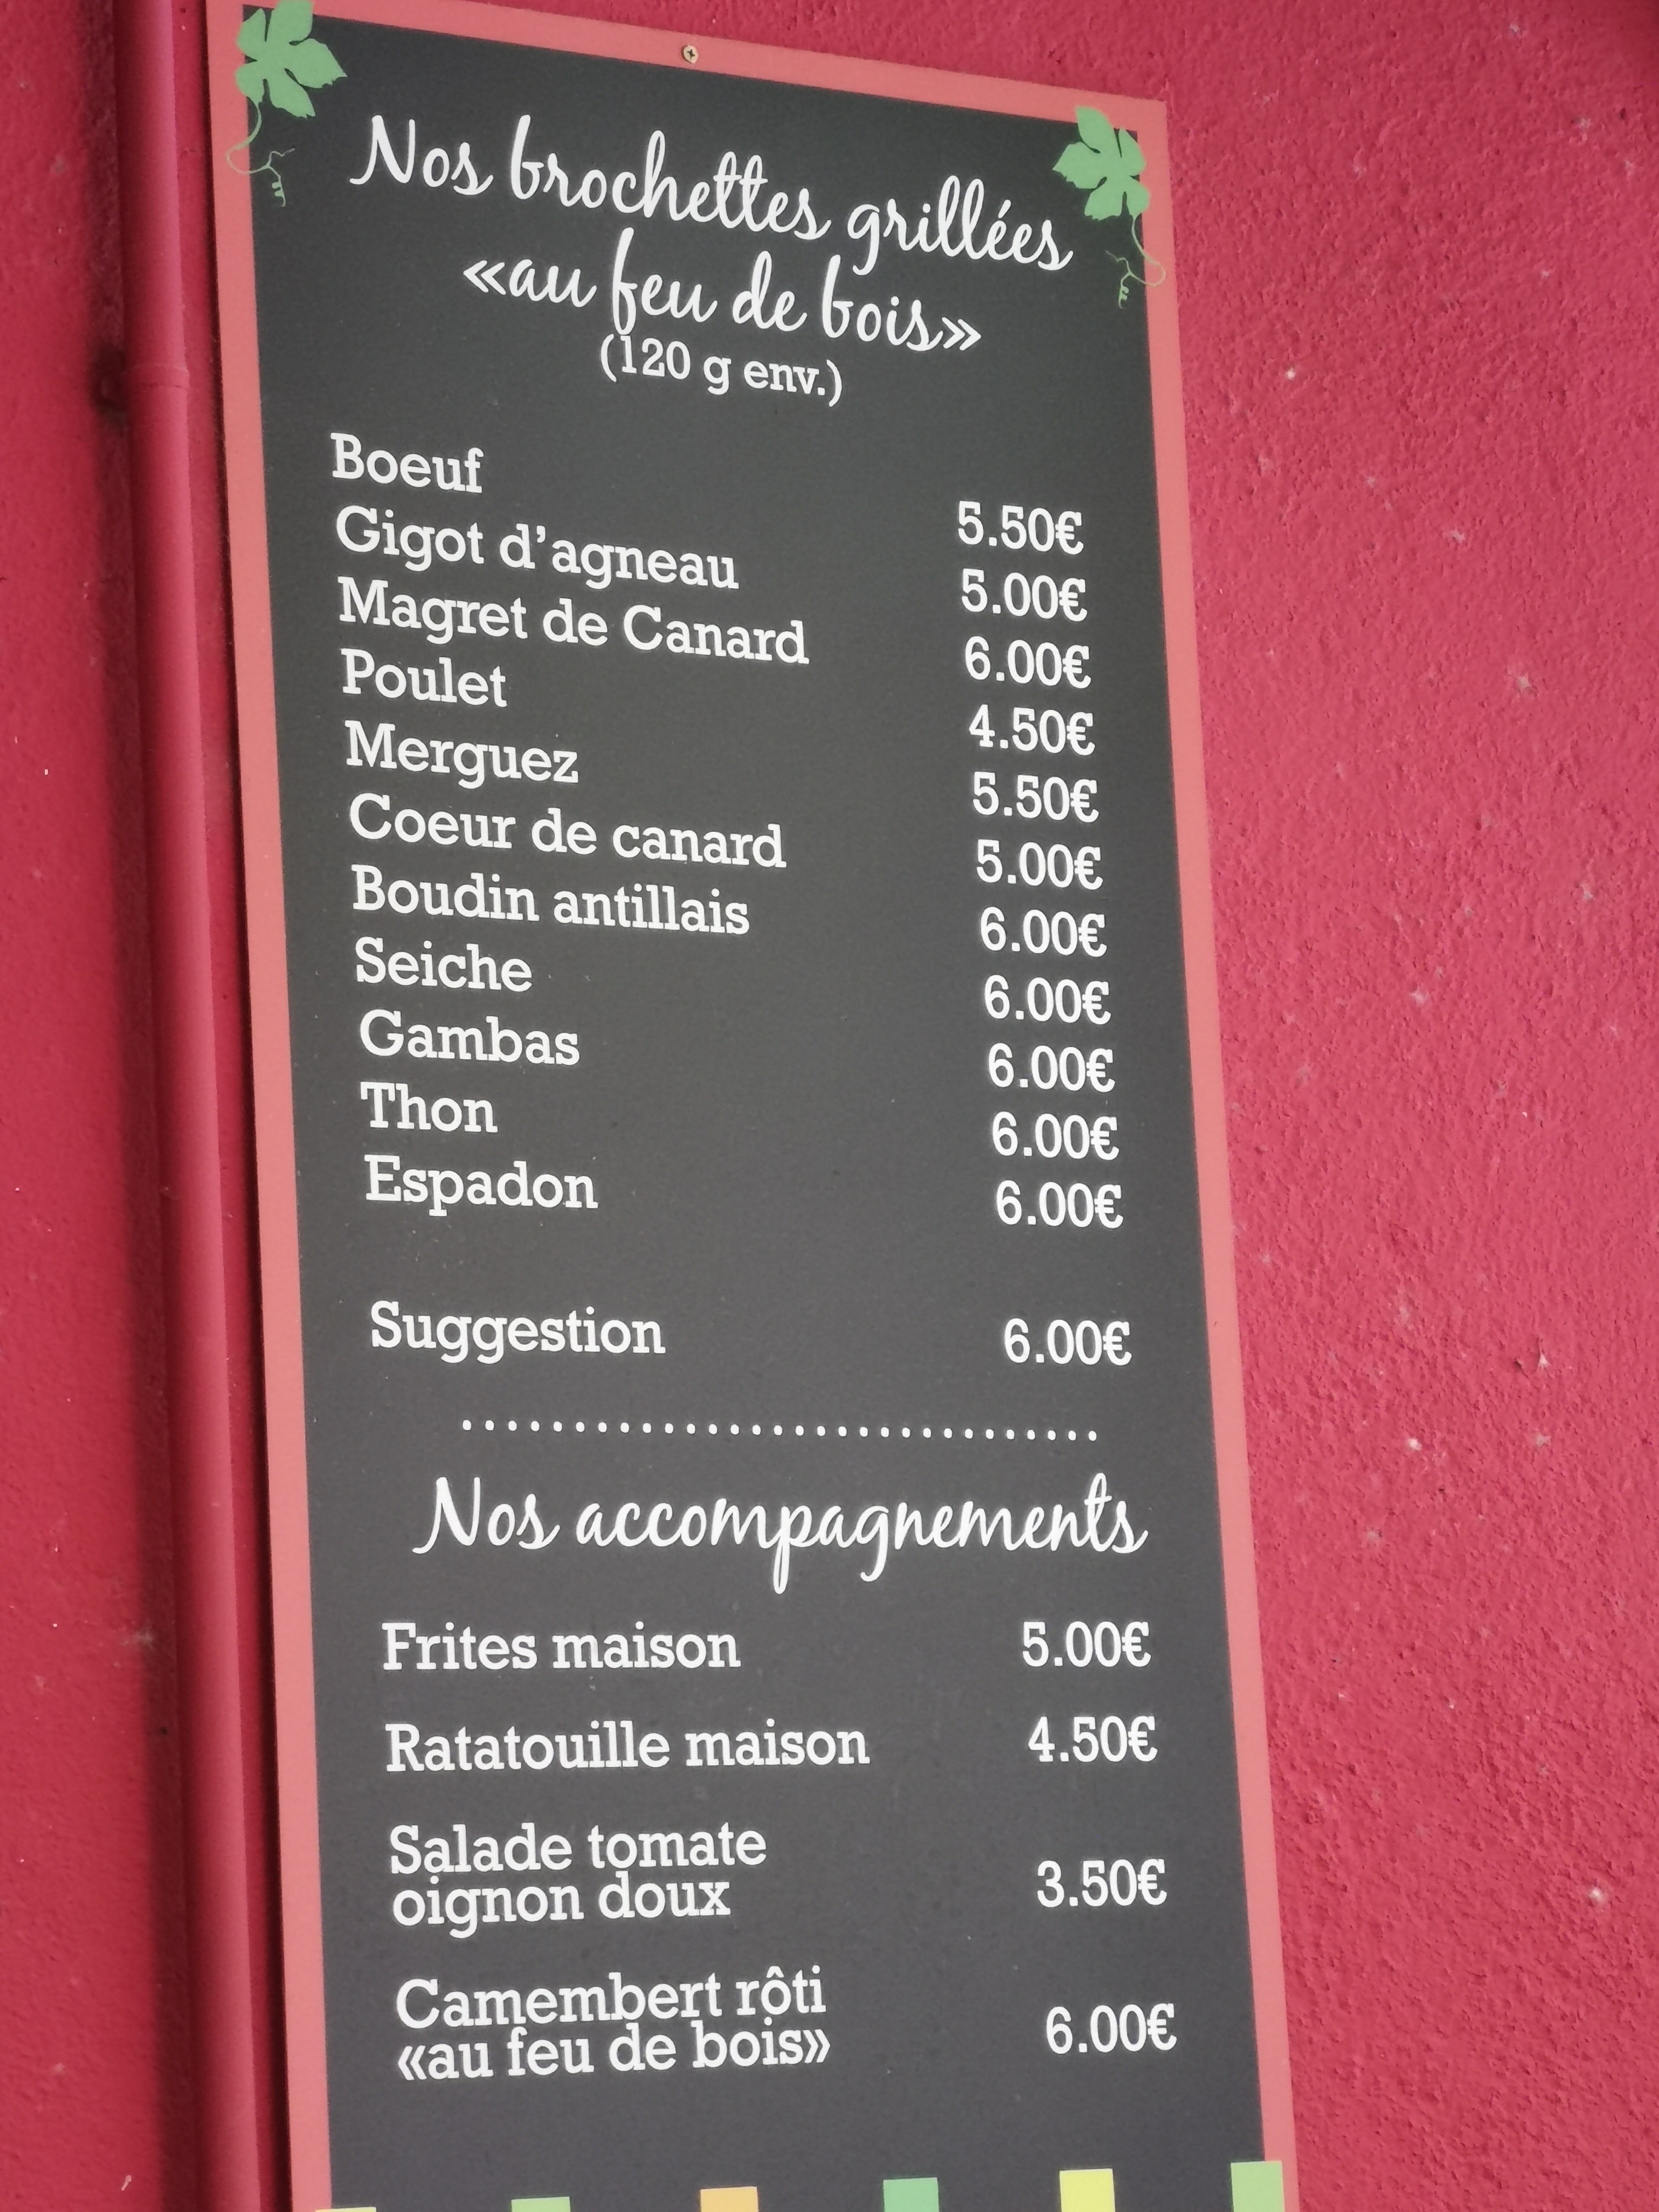 Nos brochettes grillées
«au feu de bois»
(120 g env.)
Boeuf 5.50€
Gigot d'agneau 5.00€
Magret de Canard 6.00€
Poulet 4.50€
Merguez 5.50€
Coeur de canard 5.00€
Boudin antillais 6.00€
Seiche 6.00€
Gambas 6.00€
Thon 6.00€
Espadon 6.00€
Suggestion 6.00€
Nos accompagnements
Frites maison 5.00€
Ratatouille maison 4.50€
Salade tomate
oignon doux 3.50€
Camembert rôti
«au feu de bois» 6.00€